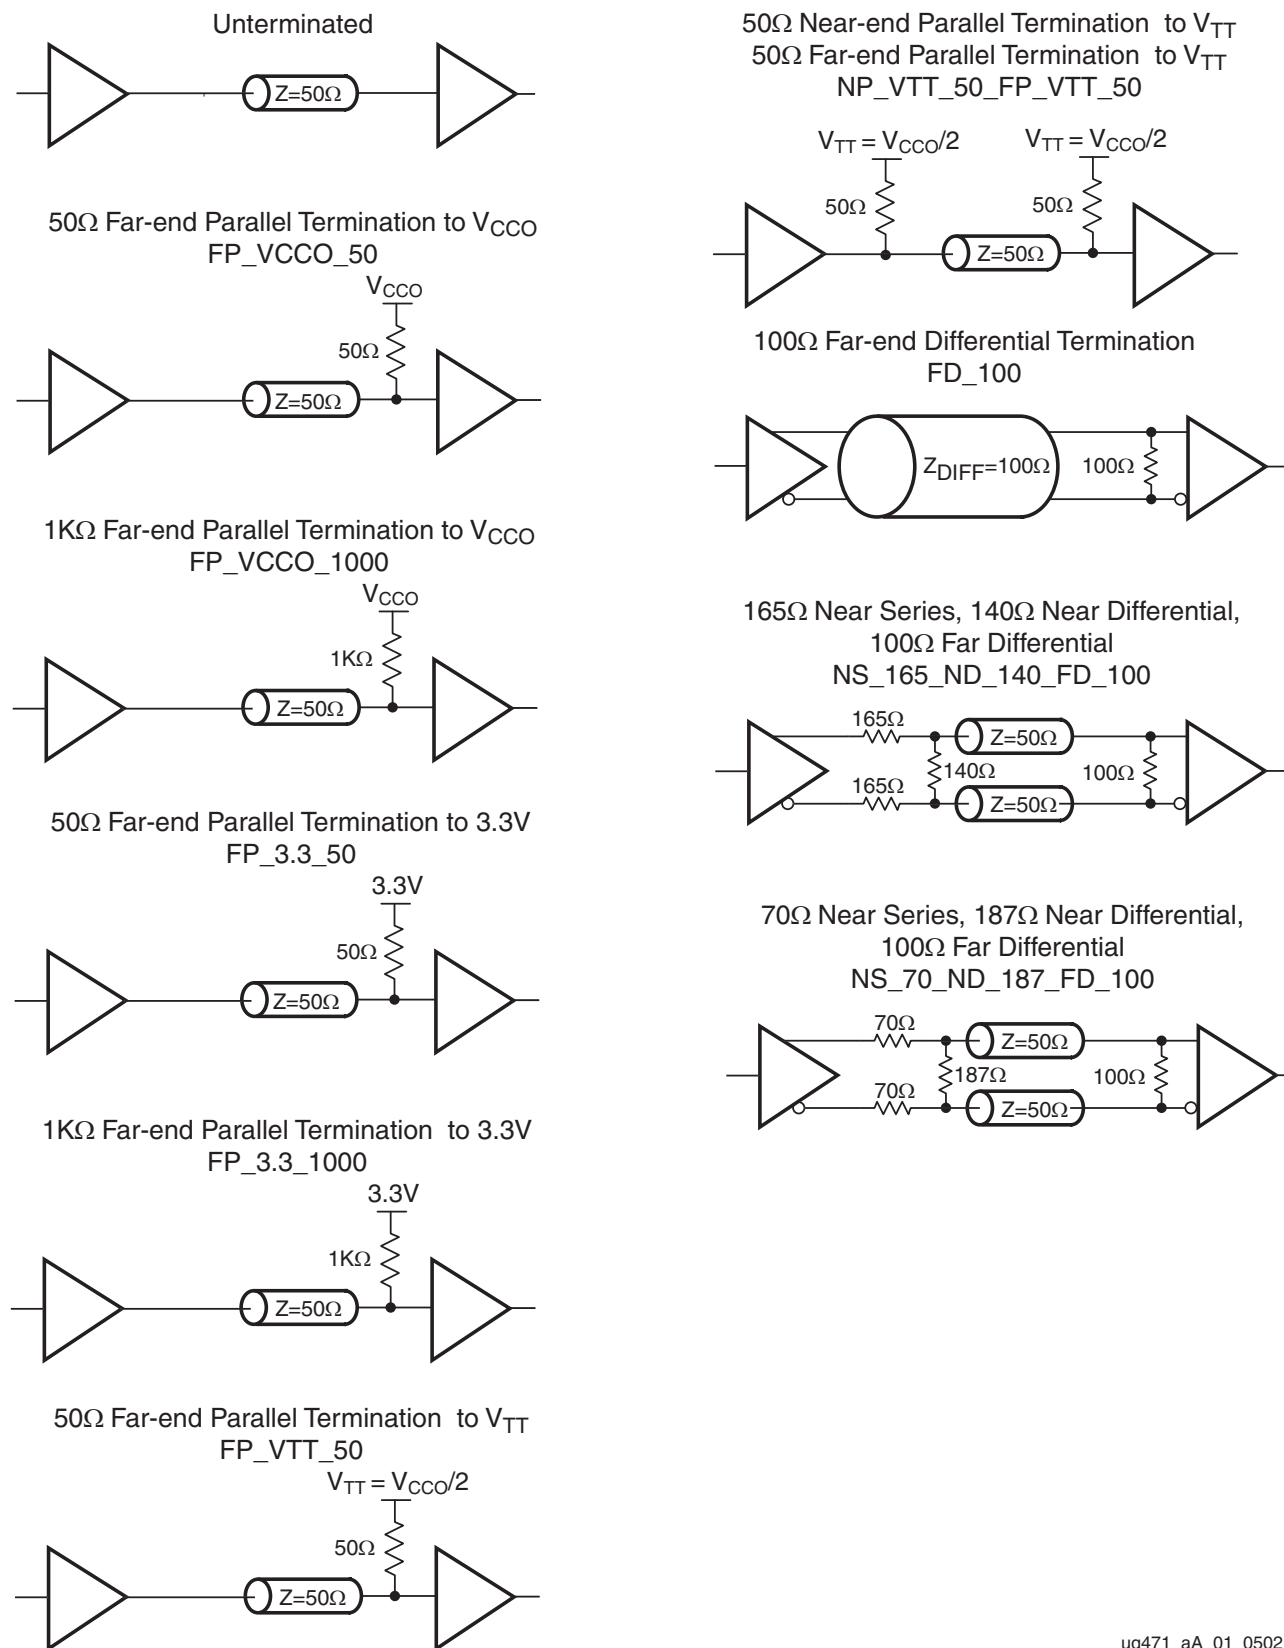 Unterminated
Z=50Ω
50Ω Far-end Parallel Termination to VCCO
FP_VCCO_50
VCCO
50Ω
Z=50Ω
1KΩ Far-end Parallel Termination to VCCO
FP_VCCO_1000
VCCO
1KΩ
Z=50Ω
50Ω Far-end Parallel Termination to 3.3V
FP_3.3_50
3.3V
50Ω
Z=50Ω
1KΩ Far-end Parallel Termination to 3.3V
FP_3.3_1000
3.3V
1KΩ
Z=50Ω
50Ω Far-end Parallel Termination to VTT
FP_VTT_50
VTT = VCCO/2
50Ω
Z=50Ω
50Ω Near-end Parallel Termination to VTT
50Ω Far-end Parallel Termination to VTT
NP_VTT_50_FP_VTT_50
VTT = VCCO/2 VTT = VCCO/2
50Ω 50Ω
Z=50Ω
100Ω Far-end Differential Termination
FD_100
ZDIFF=100Ω 100Ω
165Ω Near Series, 140Ω Near Differential,
100Ω Far Differential
NS_165_ND_140_FD_100
165Ω Z=50Ω
140Ω 100Ω
165Ω Z=50Ω
70Ω Near Series, 187Ω Near Differential,
100Ω Far Differential
NS_70_ND_187_FD_100
70Ω Z=50Ω
187Ω 100Ω
70Ω Z=50Ω
ug471_aA_01_0502